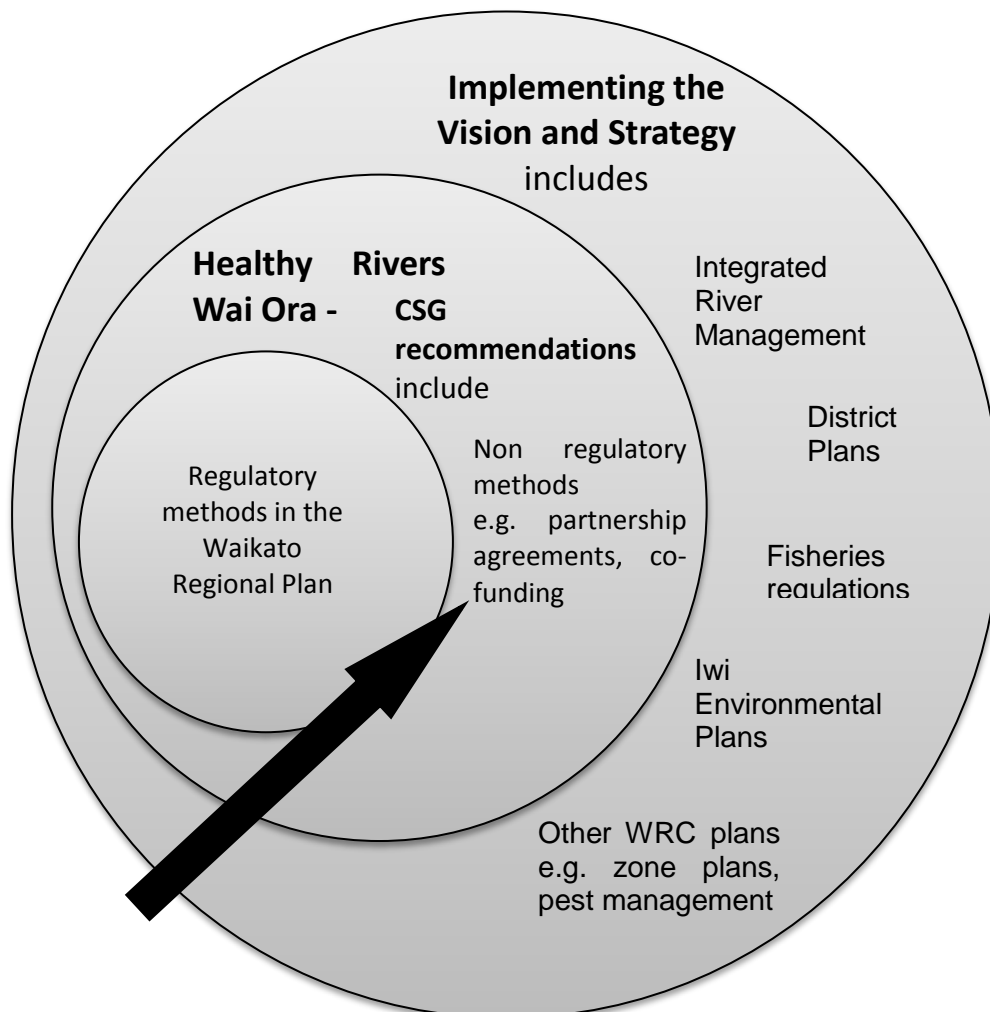 Implementing the
Vision and Strategy
includes
Healthy Rivers
Wai Ora - CSG
recommendations
include
Regulatory
methods in the
Waikato
Regional Plan
Non regulatory
methods
e.g. partnership
agreements, co-
funding
Integrated
River
Management
District
Plans
Fisheries
regulations
Iwi
Environmental
Plans
Other WRC plans
e.g. zone plans,
pest management